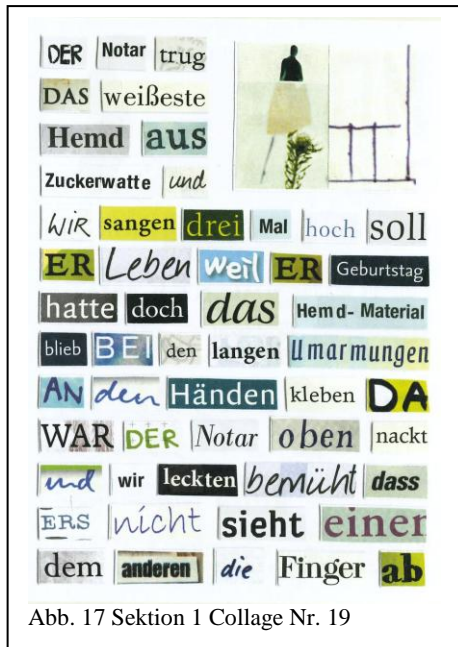 DER Notar trug
DAS weißeste
Hemd aus
Zuckerwatte und
WIR sangen drei Mal hoch soll
ER Leben weil ER Geburtstag
hatte doch das Hemd-Material
blieb BEI den langen Umarmungen
AN den Händen kleben DA
WAR DER Notar oben nackt
und wir leckten bemüht dass
ERS nicht sieht einer
dem anderen die Finger ab
Abb. 17 Sektion 1 Collage Nr. 19